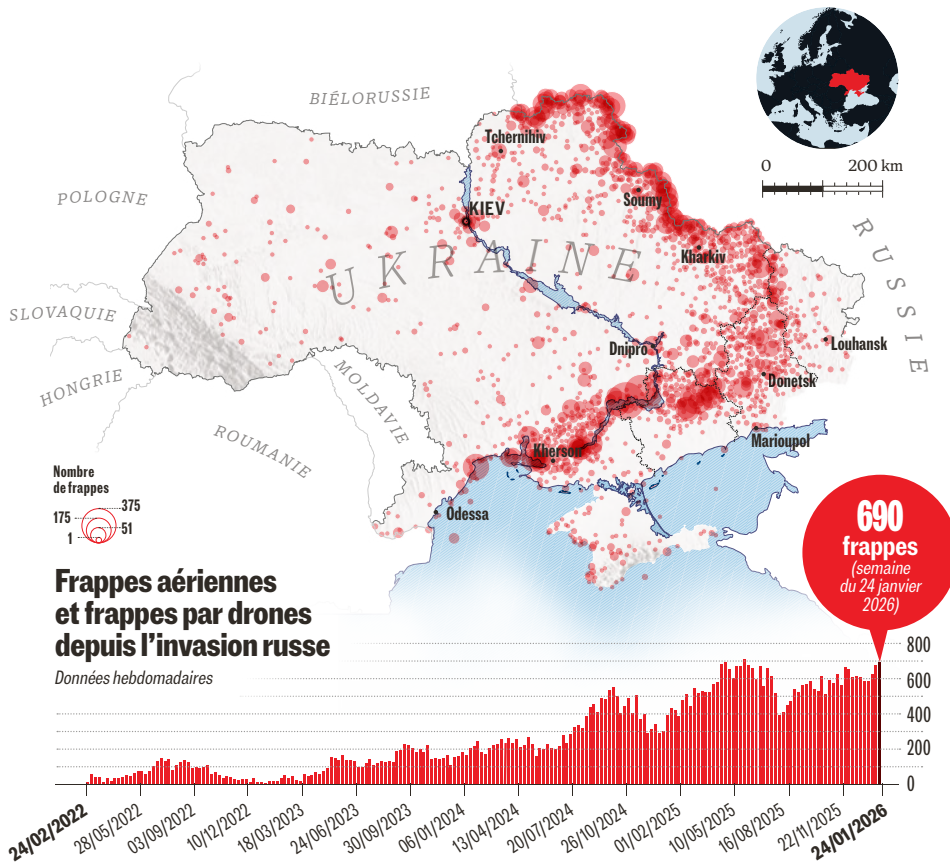 BIÉLORUSSIE
POLOGNE
SLOVAQUIE
HONGRIE
ROUMANIE
MOLDAVIE
RUSSIE
UKRAINE
Tchernihiv
KIEV
Soumy
Kharkiv
Dnipro
Louhansk
Donetsk
Marioupol
Kherson
Odessa
0 200 km
Nombre
de frappes
375
175
51
1
690
frappes
(semaine
du 24 janvier
2026)
Frappes aériennes
et frappes par drones
depuis l’invasion russe
Données hebdomadaires
800
600
400
200
0
24/02/2022
28/05/2022
03/09/2022
10/12/2022
18/03/2023
24/06/2023
30/09/2023
06/01/2024
13/04/2024
20/07/2024
26/10/2024
01/02/2025
10/05/2025
16/08/2025
22/11/2025
24/01/2026